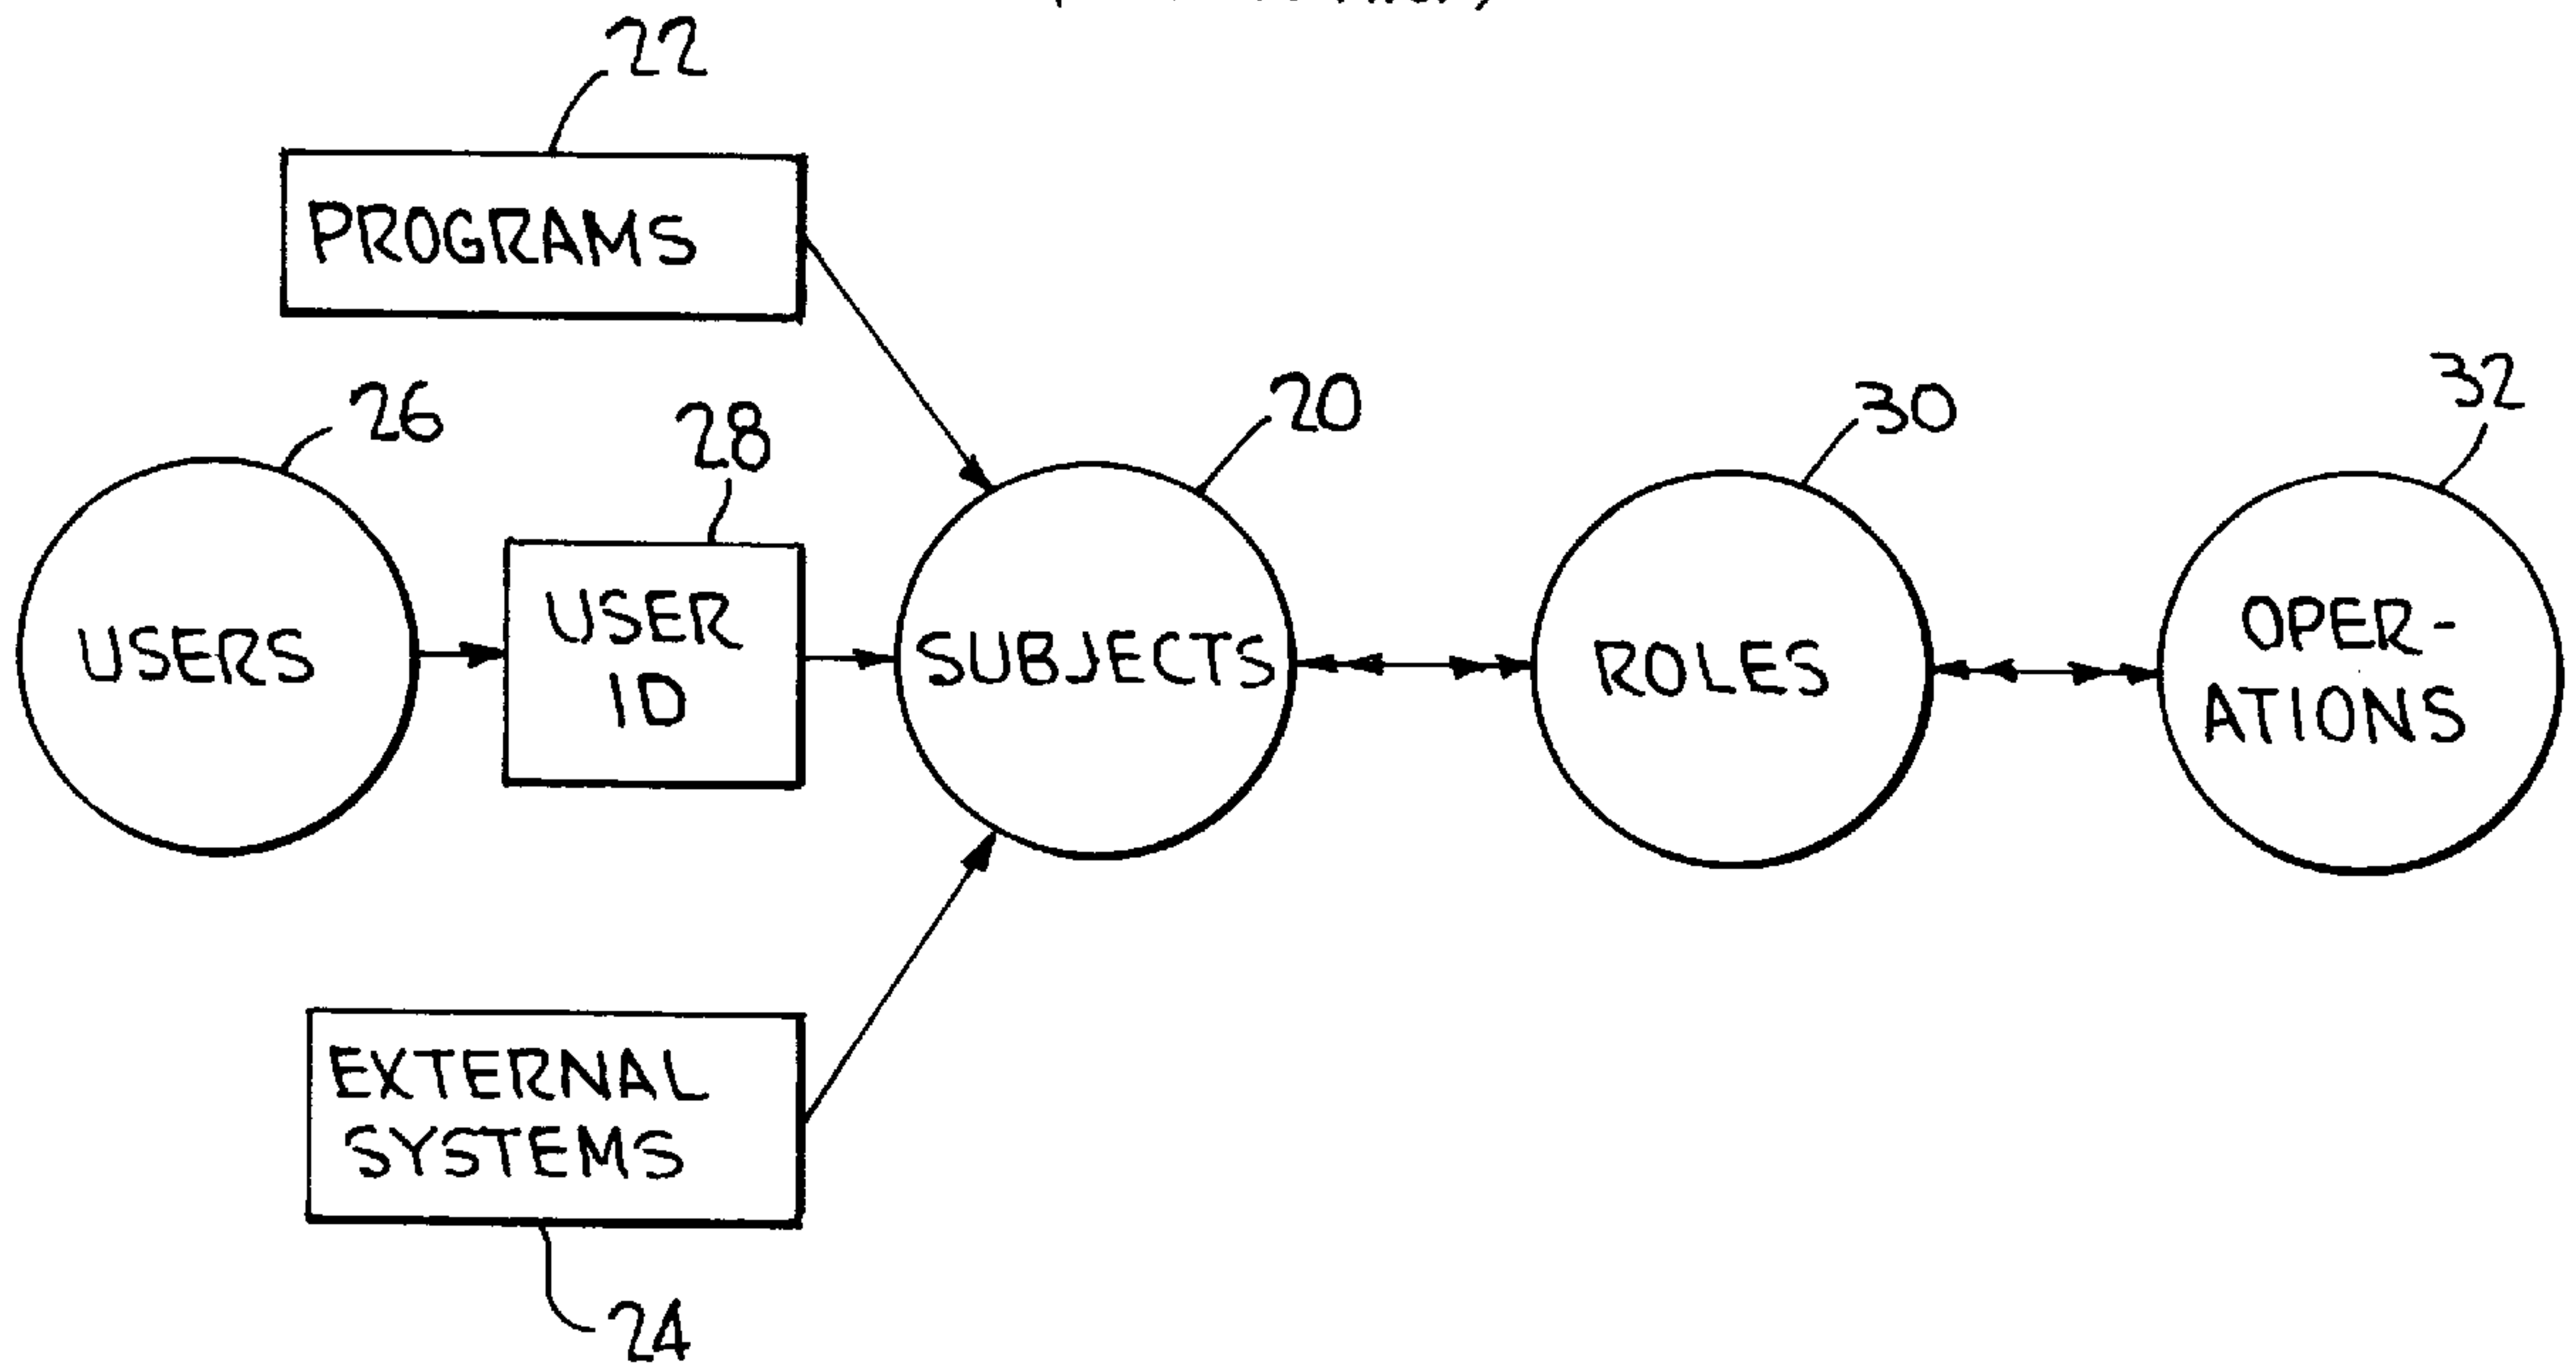 22
PROGRAMS
26
28
20
30
32
USERS
USER
ID
SUBJECTS
ROLES
OPER-
ATIONS
EXTERNAL
SYSTEMS
24